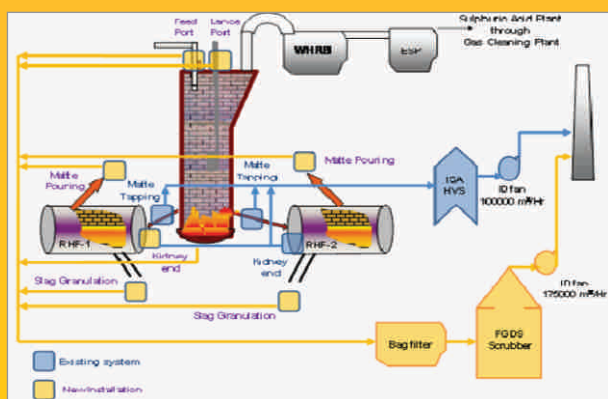 Feed
Port
Lance
Port
Sulphuric Acid Plant
through
Gas Cleaning Plant
WHRB
ESP
Matte
Pouring
Matte
Tapping
Matte
Tapping
Matte Pouring
ID fan
100000 m³/Hr
HVS
RHF-1
RHF-2
Kidney
end
Kidney
end
Slag Granulation
Slag Granulation
ID fan
175000 m³/Hr
Bag filter
FGDS
Scrubber
Existing system
New Installation